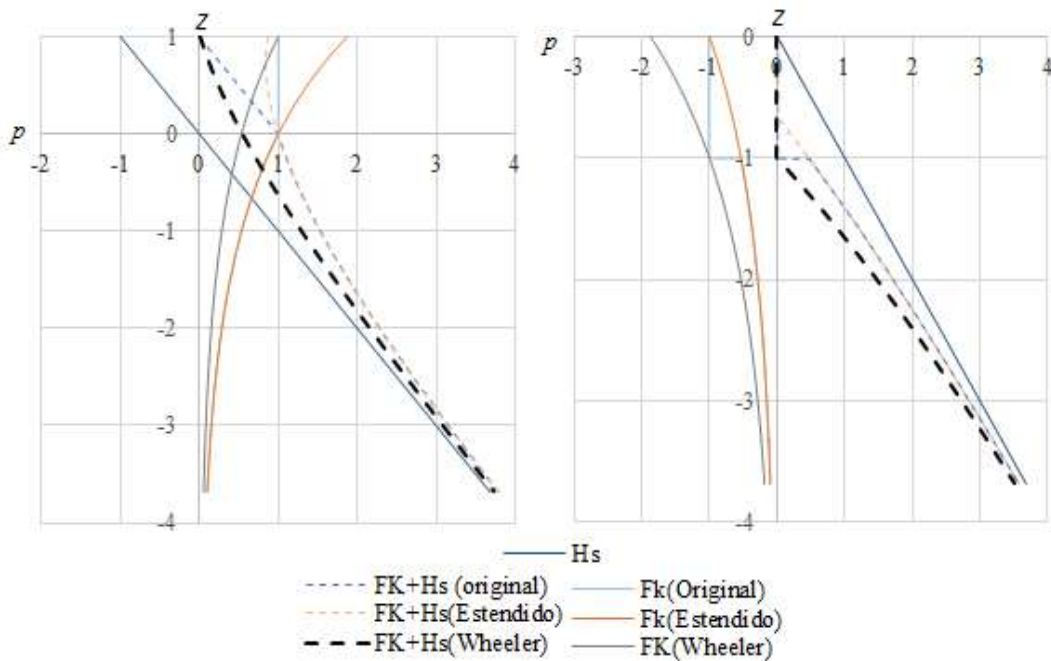 z
1
p
0
-2
-1
0
1
2
3
4
-1
-2
-3
-4
z
p
0
-3
-2
-1
0
1
2
3
4
-1
-2
-3
-4
Hs
FK+Hs (original)
Fk(Original)
FK+Hs(Estendido)
Fk(Estendido)
FK+Hs(Wheeler)
FK(Wheeler)